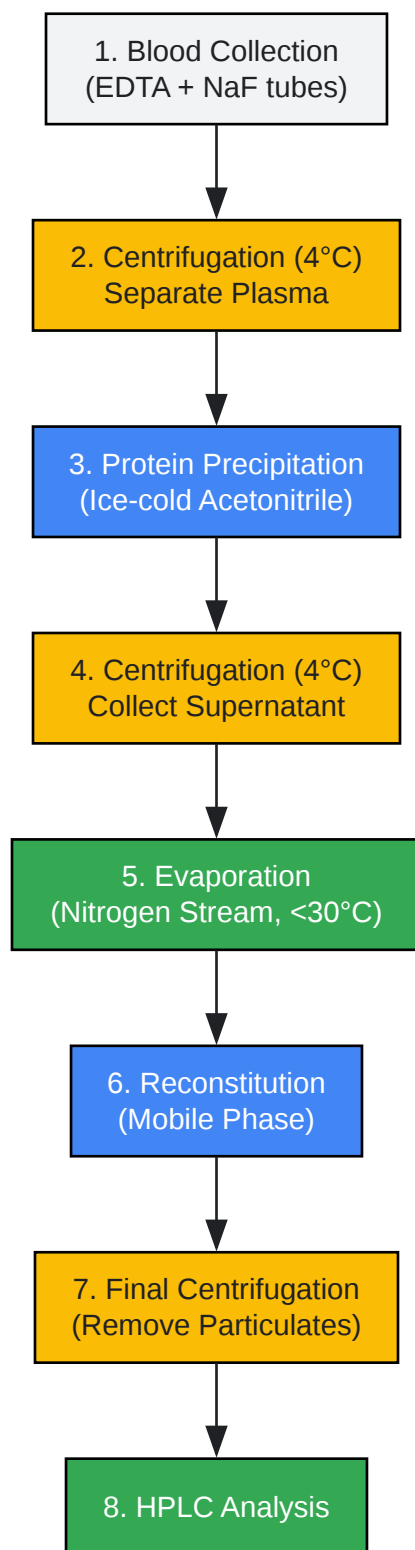 1. Blood Collection
(EDTA + NaF tubes)
2. Centrifugation (4°C)
Separate Plasma
3. Protein Precipitation
(Ice-cold Acetonitrile)
4. Centrifugation (4°C)
Collect Supernatant
5. Evaporation
(Nitrogen Stream, <30°C)
6. Reconstitution
(Mobile Phase)
7. Final Centrifugation
(Remove Particulates)
8. HPLC Analysis